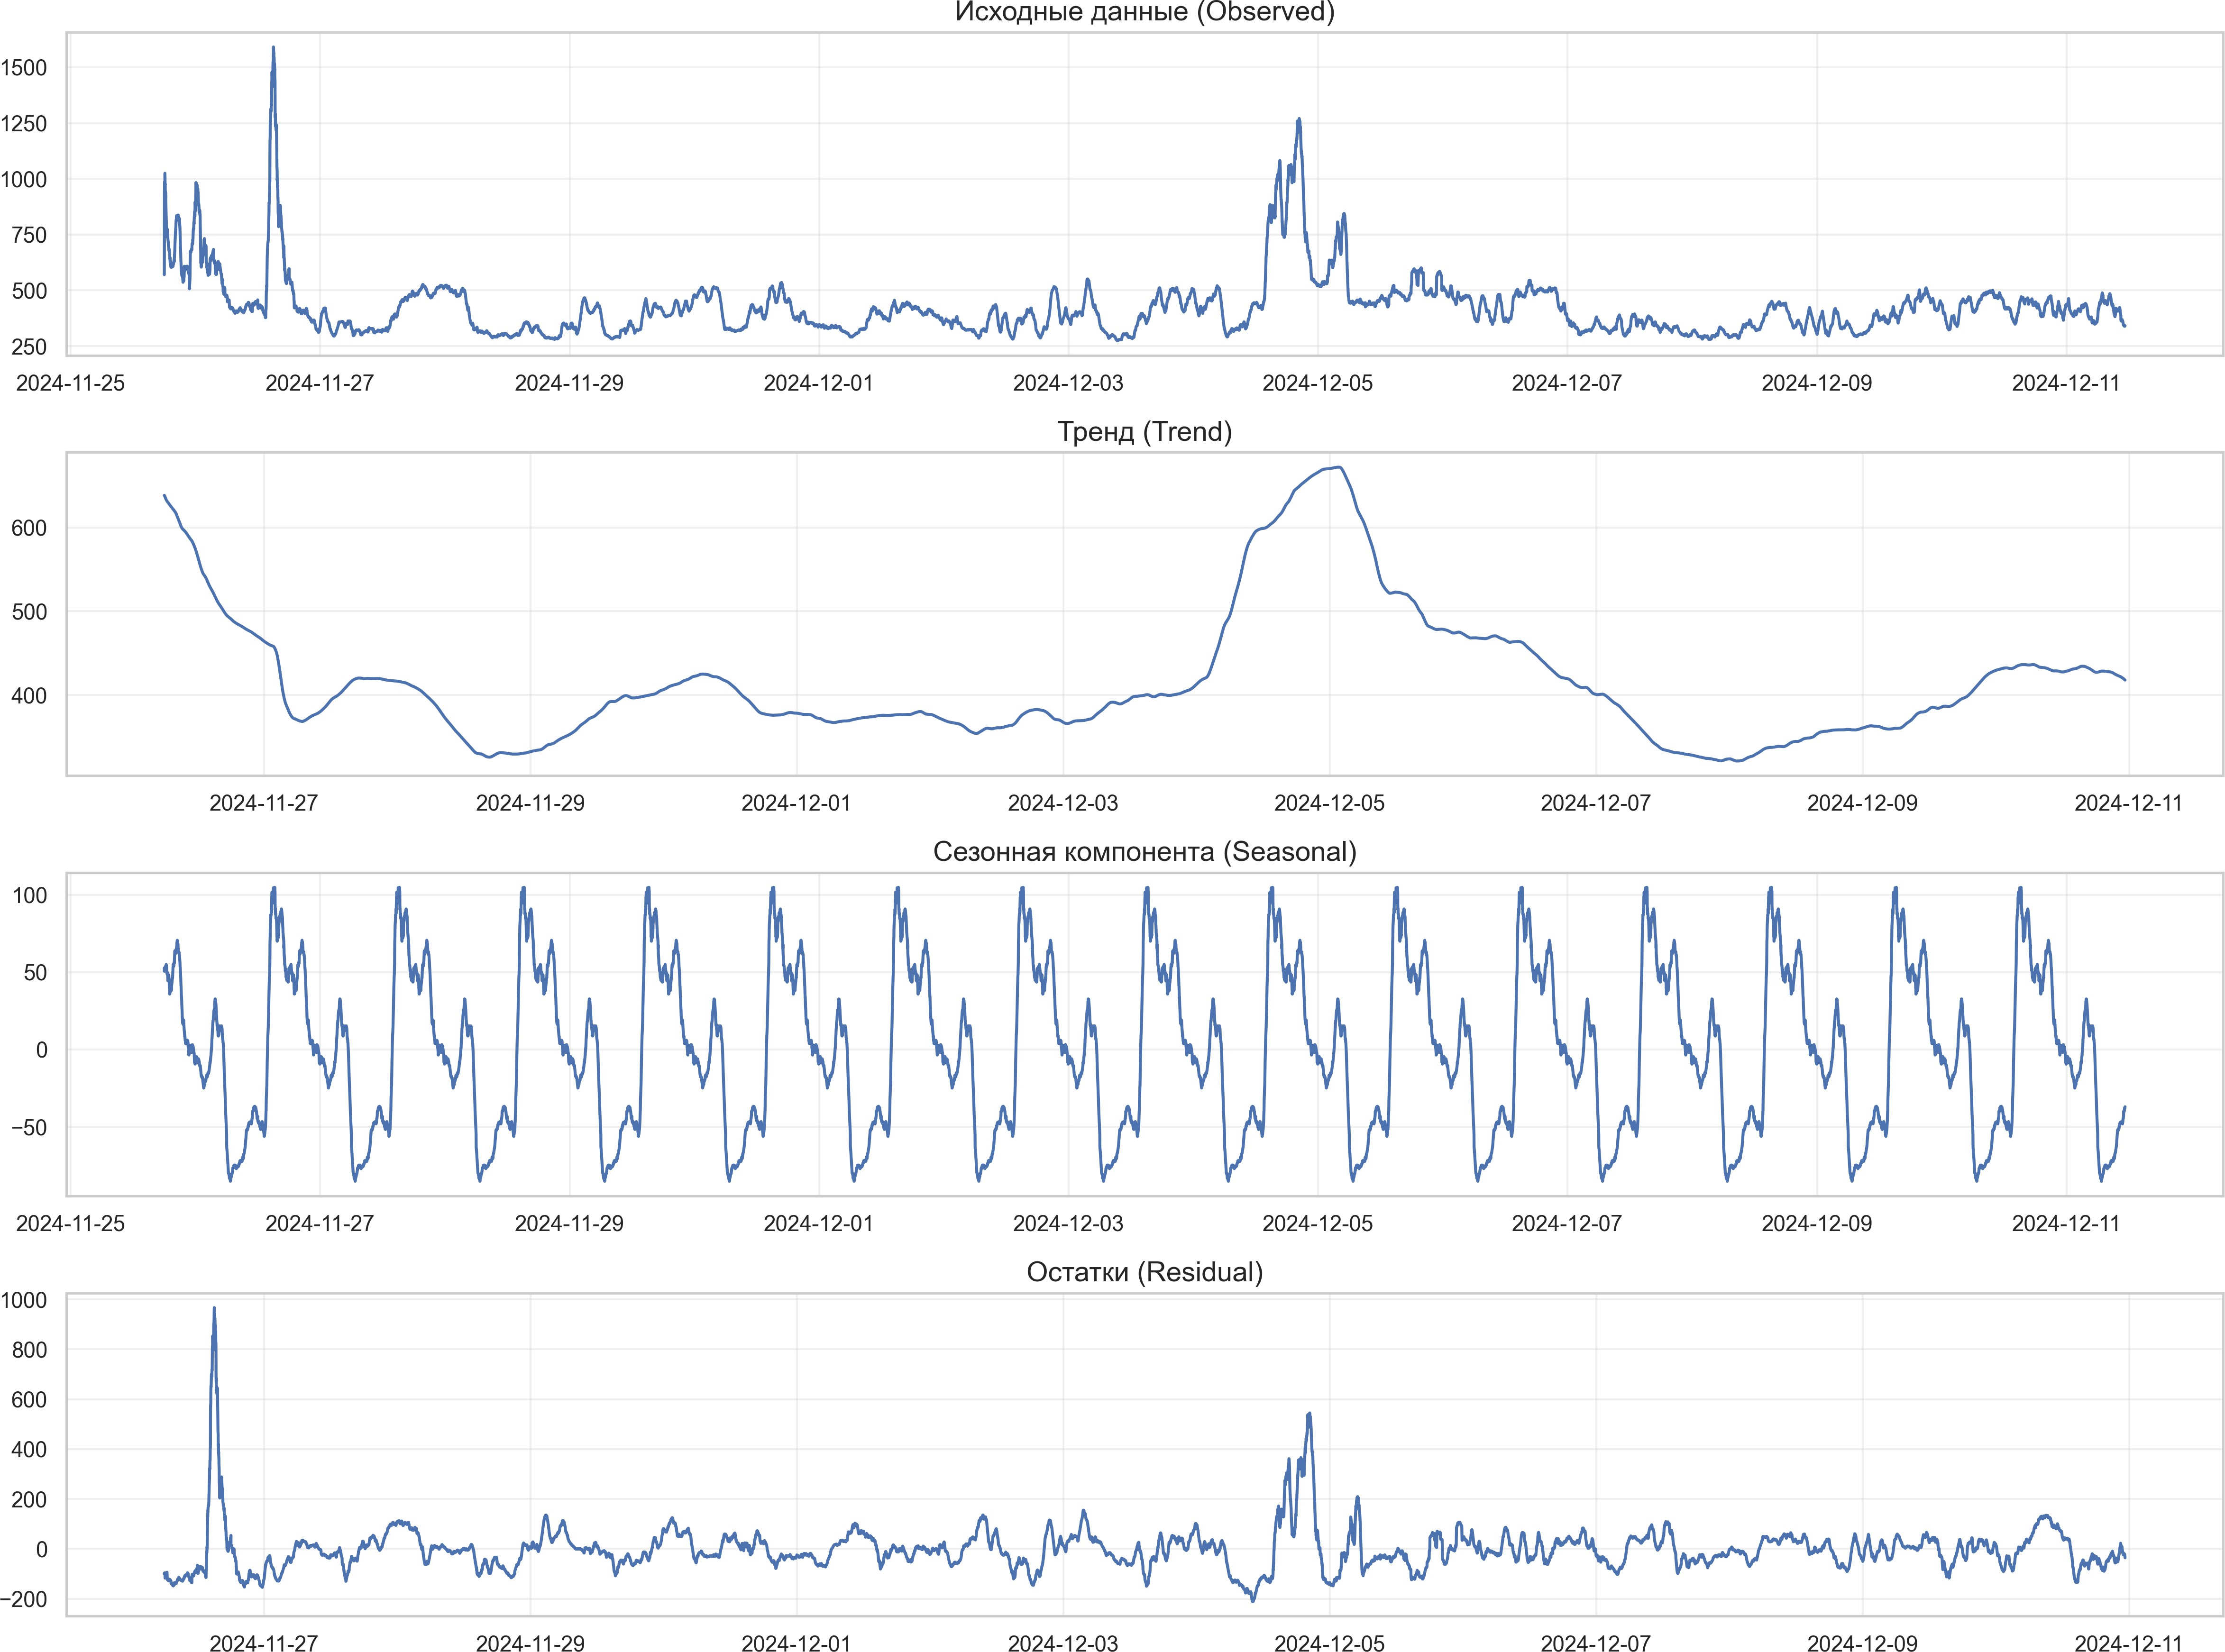 Исходные данные (Observed)
1500
1250
1000
750
500
250
2024-11-25 2024-11-27 2024-11-29 2024-12-01 2024-12-03 2024-12-05 2024-12-07 2024-12-09 2024-12-11
Тренд (Trend)
600
500
400
2024-11-27 2024-11-29 2024-12-01 2024-12-03 2024-12-05 2024-12-07 2024-12-09 2024-12-11
Сезонная компонента (Seasonal)
100
50
0
−50
2024-11-25 2024-11-27 2024-11-29 2024-12-01 2024-12-03 2024-12-05 2024-12-07 2024-12-09 2024-12-11
Остатки (Residual)
1000
800
600
400
200
0
−200
2024-11-27 2024-11-29 2024-12-01 2024-12-03 2024-12-05 2024-12-07 2024-12-09 2024-12-11